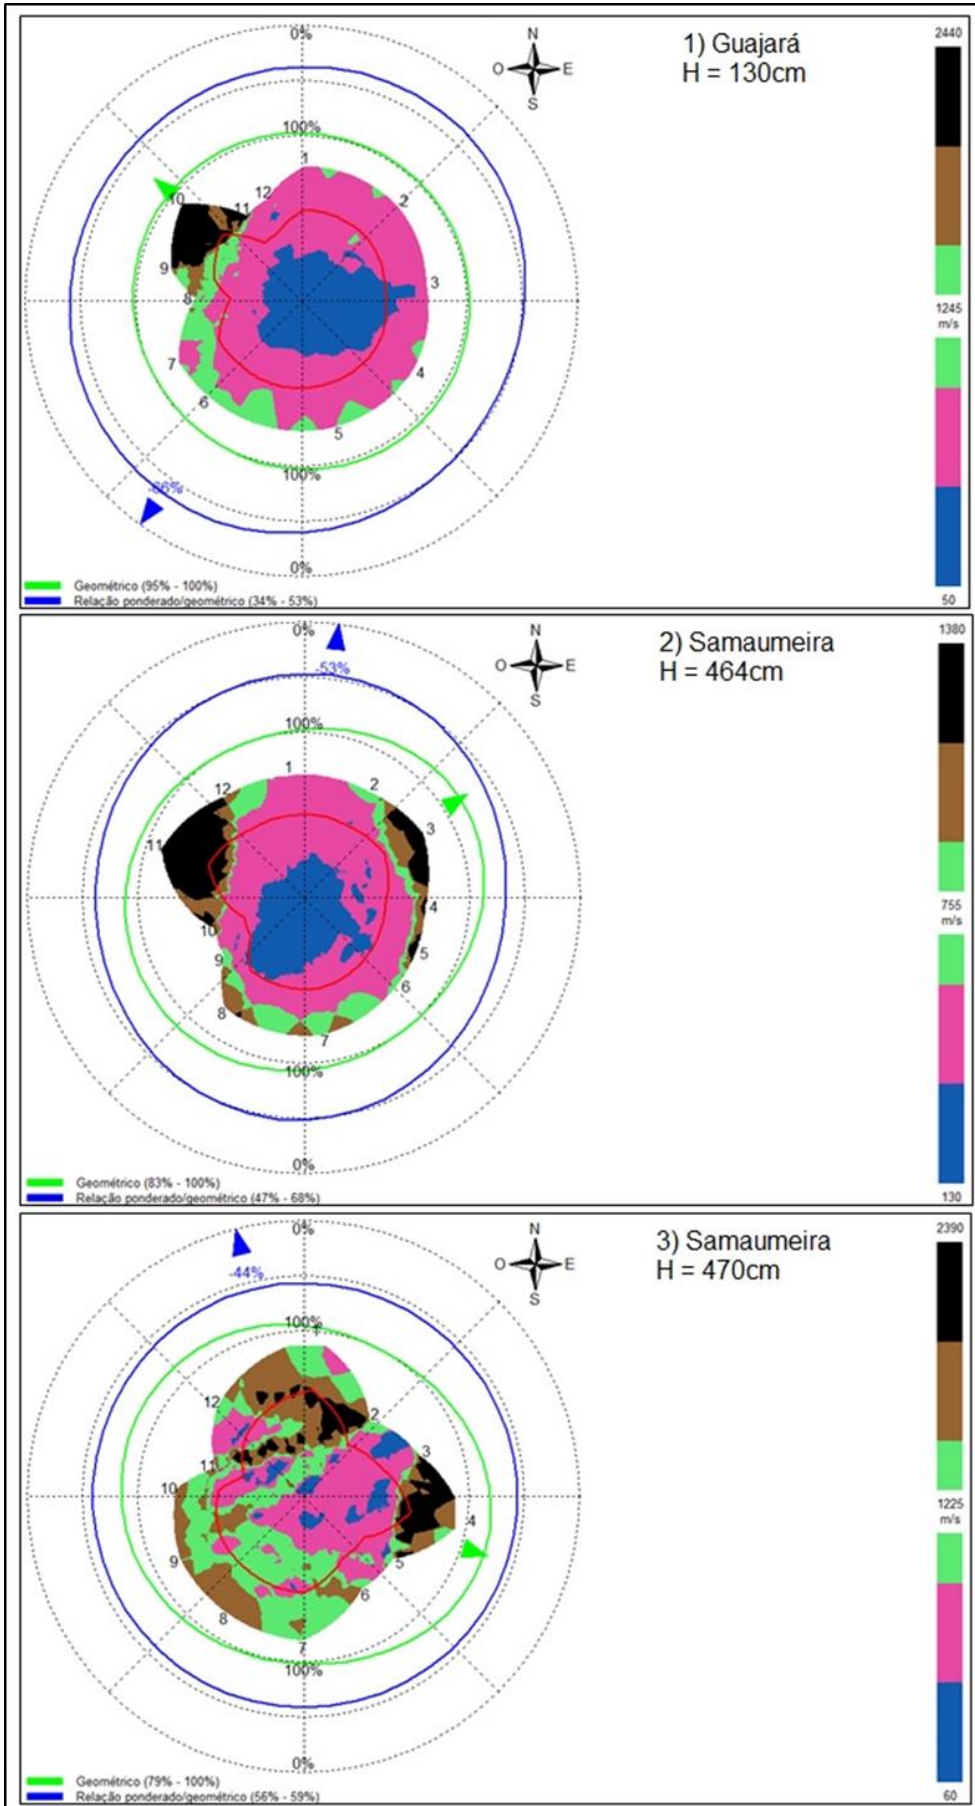 0%
N
O E
S
1) Guajará
H = 130cm
2440
100%
1
12
2
11
10
9
3
8
1245
m/s
7
4
6
5
100%
-66%
0%
Geométrico (95% - 100%)
Relação ponderado/geométrico (34% - 53%)
50
0%
-53%
N
O E
S
2) Samaumeira
H = 464cm
1380
100%
1
2
12
3
11
4
755
m/s
10
5
9
6
8
7
100%
0%
Geométrico (83% - 100%)
Relação ponderado/geométrico (47% - 68%)
130
0%
-44%
N
O E
S
3) Samaumeira
H = 470cm
2390
100%
1
12
2
3
11
10
4
1225
m/s
9
5
6
8
7
100%
0%
Geométrico (79% - 100%)
Relação ponderado/geométrico (56% - 59%)
60